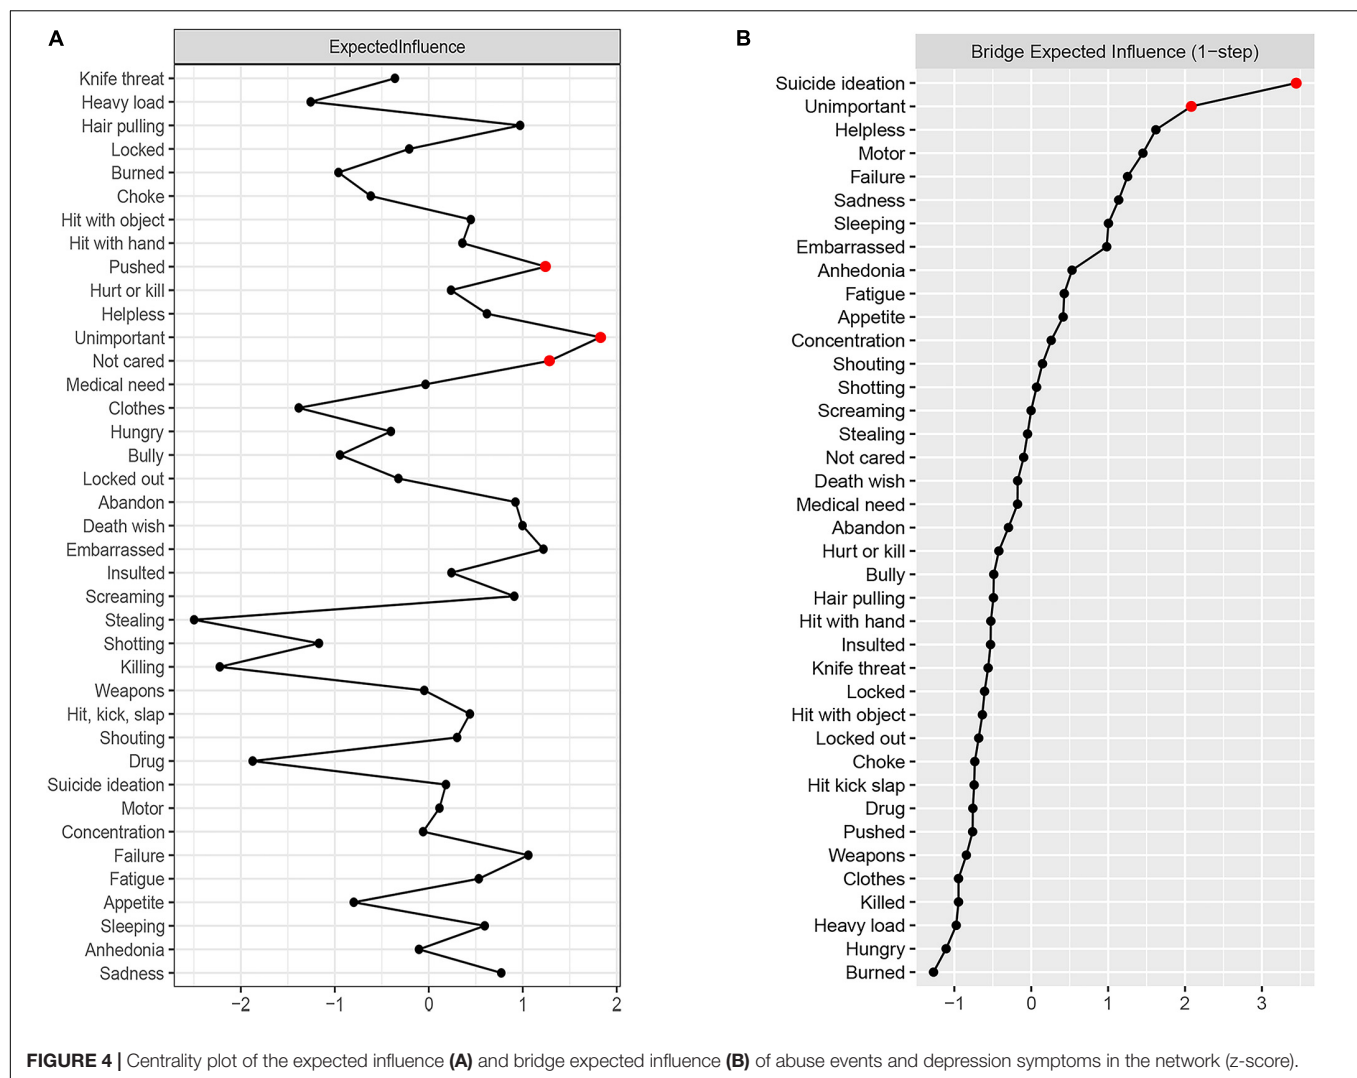 A
ExpectedInfluence
Knife threat
Heavy load
Hair pulling
Locked
Burned
Choke
Hit with object
Hit with hand
Pushed
Hurt or kill
Helpless
Unimportant
Not cared
Medical need
Clothes
Hungry
Bully
Locked out
Abandon
Death wish
Embarrassed
Insulted
Screaming
Stealing
Shotting
Killing
Weapons
Hit, kick, slap
Shouting
Drug
Suicide ideation
Motor
Concentration
Failure
Fatigue
Appetite
Sleeping
Anhedonia
Sadness
−2 −1 0 1 2
B
Bridge Expected Influence (1−step)
Suicide ideation
Unimportant
Helpless
Motor
Failure
Sadness
Sleeping
Embarrassed
Anhedonia
Fatigue
Appetite
Concentration
Shouting
Shotting
Screaming
Stealing
Not cared
Death wish
Medical need
Abandon
Hurt or kill
Bully
Hair pulling
Hit with hand
Insulted
Knife threat
Locked
Hit with object
Locked out
Choke
Hit kick slap
Drug
Pushed
Weapons
Clothes
Killed
Heavy load
Hungry
Burned
−1 0 1 2 3
FIGURE 4 | Centrality plot of the expected influence (A) and bridge expected influence (B) of abuse events and depression symptoms in the network (z-score).